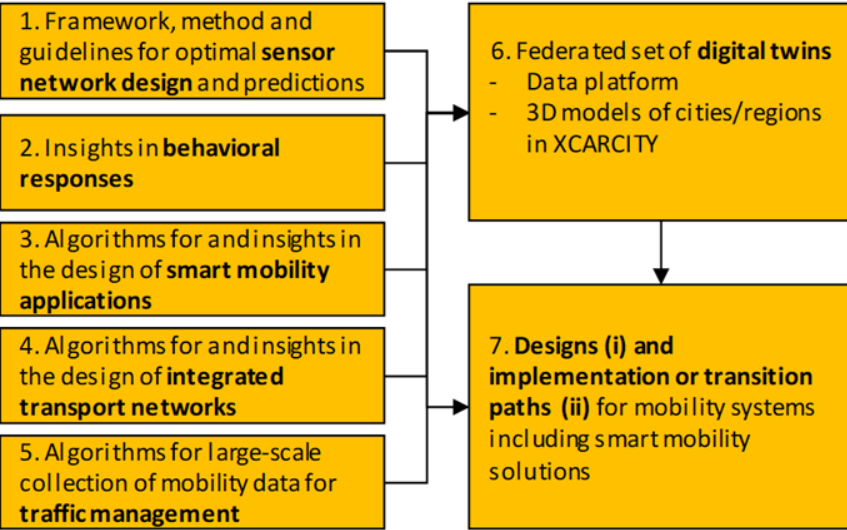 1. Framework, method and
guidelines for optimal sensor
network design and predictions
2. Insights in behavioral
responses
3. Algorithms for and insights in
the design of smart mobility
applications
4. Algorithms for and insights in
the design of integrated
transport networks
5. Algorithms for large-scale
collection of mobility data for
traffic management
6. Federated set of digital twins
- Data platform
- 3D models of cities/regions
in XCARCITY
7. Designs (i) and
implementation or transition
paths (ii) for mobility systems
including smart mobility
solutions